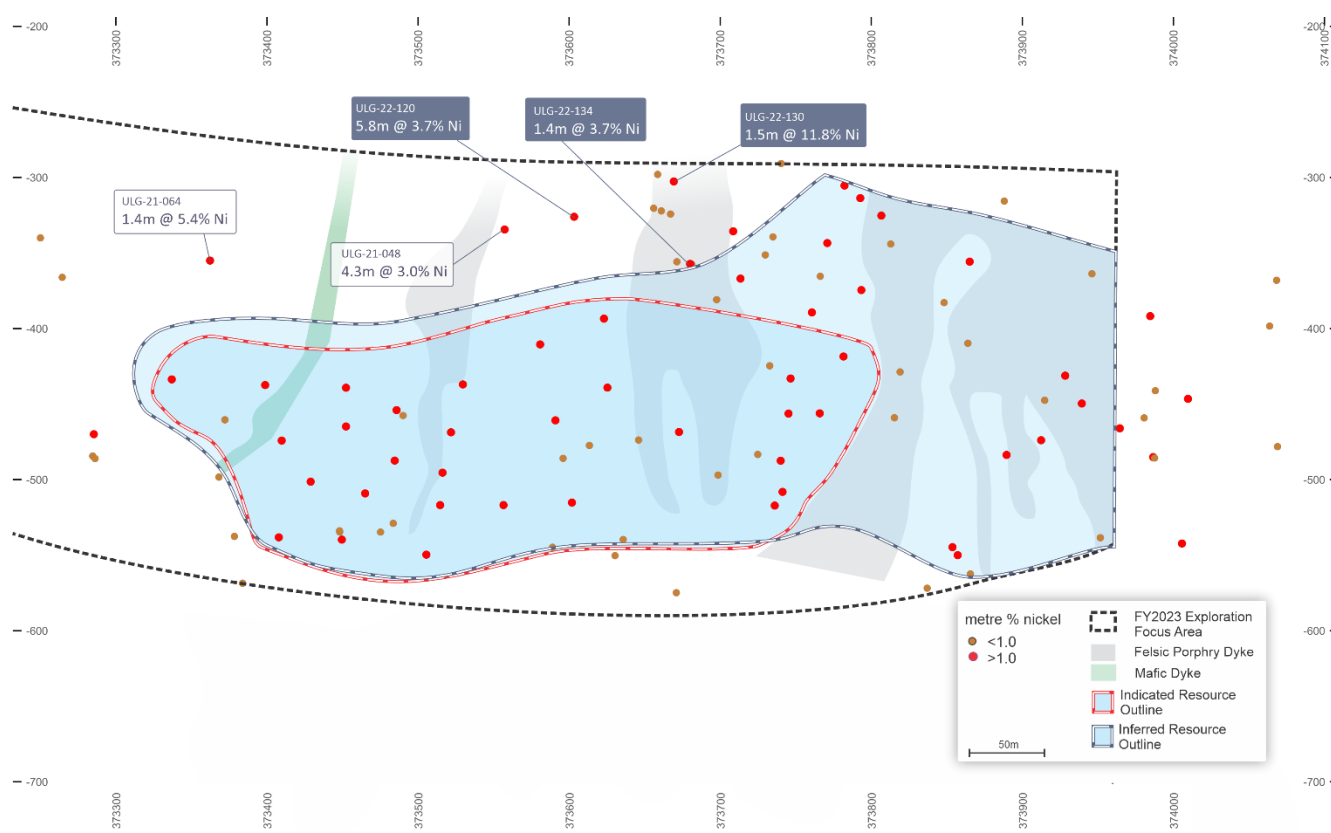 373300
373400
373500
373600
373700
373800
373900
374000
374100
-200
-200
ULG-22-120
5.8m @ 3.7% Ni
ULG-22-134
1.4m @ 3.7% Ni
ULG-22-130
1.5m @ 11.8% Ni
-300
-300
ULG-21-064
1.4m @ 5.4% Ni
ULG-21-048
4.3m @ 3.0% Ni
-400
-400
-500
-500
-600
-600
metre % nickel
<1.0
>1.0
50m
FY2023 Exploration
Focus Area
Felsic Porphry Dyke
Mafic Dyke
Indicated Resource
Outline
Inferred Resource
Outline
-700
-700
373300
373400
373500
373600
373700
373800
373900
374000